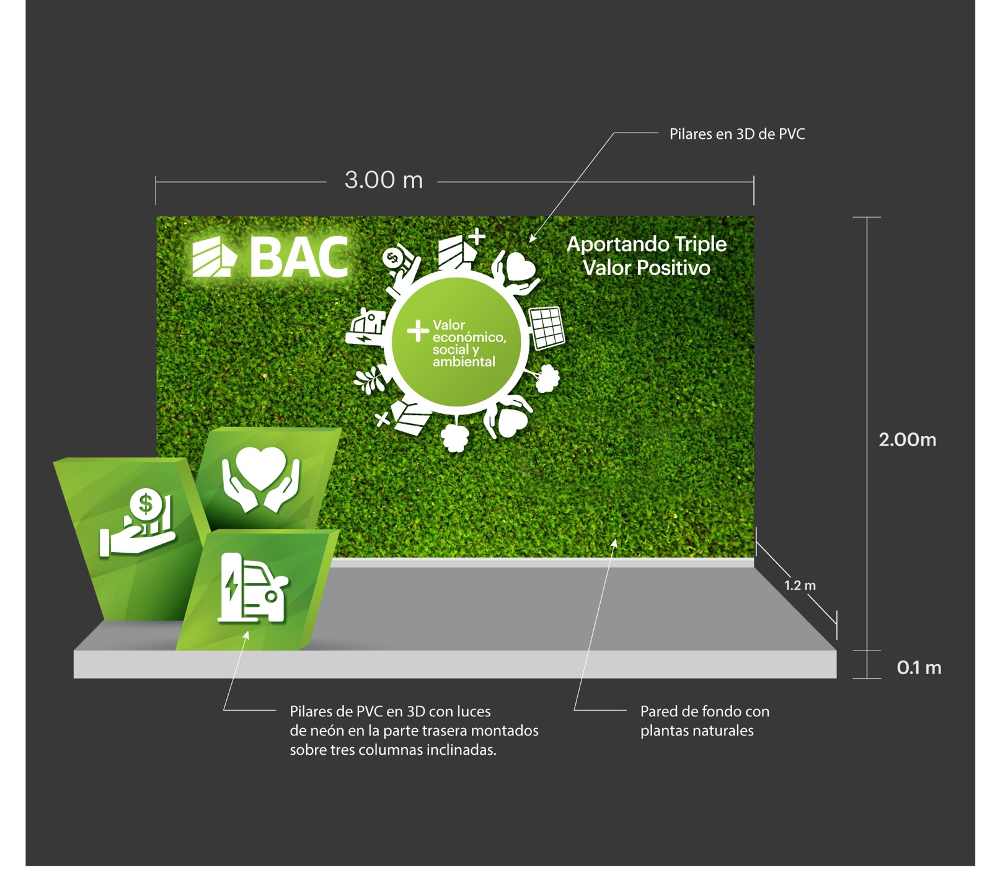 Pilares en 3D de PVC
3.00 m
BAC
Aportando Triple
Valor Positivo
$
+ Valor
económico,
social y
ambiental
2.00m
$
1.2 m
0.1 m
Pilares de PVC en 3D con luces
de neón en la parte trasera montados
sobre tres columnas inclinadas.
Pared de fondo con
plantas naturales